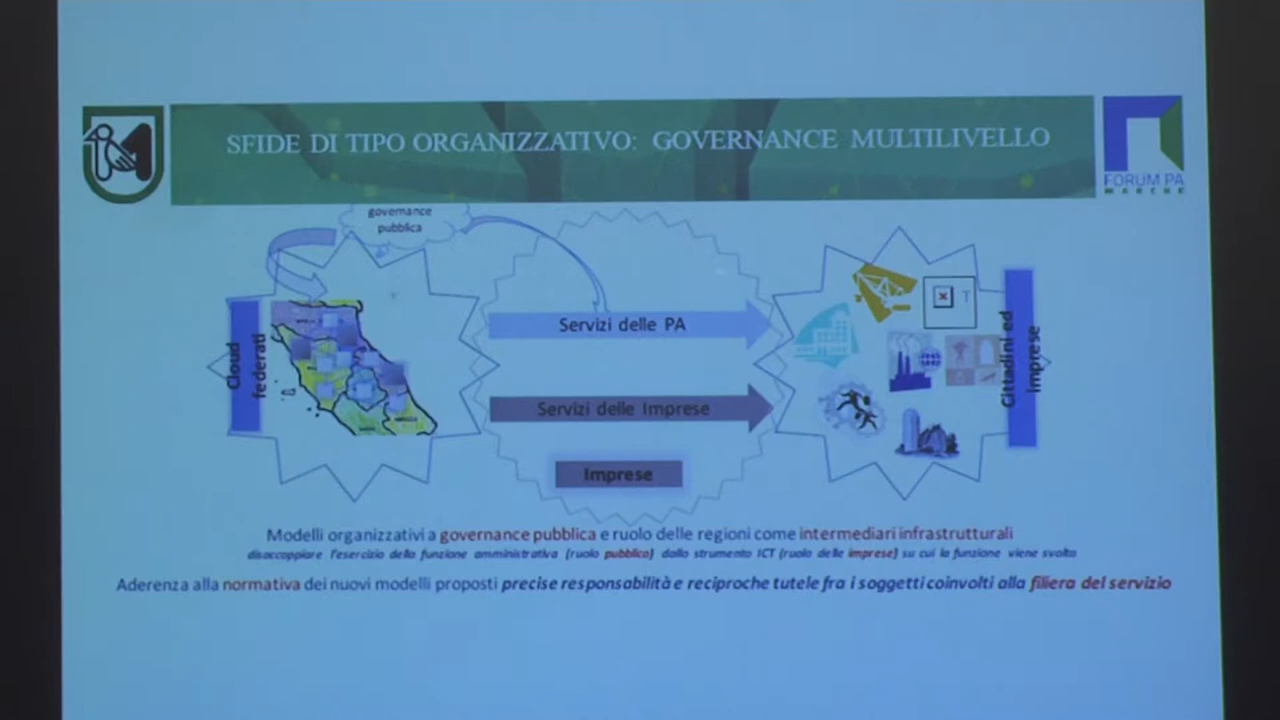 SFIDE DI TIPO ORGANIZZATIVO: GOVERNANCE MULTILIVELLO
FORUM PA
MARCHE
governance
pubblica
Cloud
federati
Servizi delle PA
Servizi delle Imprese
Imprese
T
Cittadini ed
imprese
Modelli organizzativi a governance pubblica e ruolo delle regioni come intermediari infrastrutturali
disaccoppiare l'esercizio della funzione amministrativa (ruolo pubblico) dallo strumento ICT (ruolo delle imprese) su cui la funzione viene svolta
Aderenza alla normativa dei nuovi modelli proposti precise responsabilità e reciproche tutele fra i soggetti coinvolti alla filiera del servizio